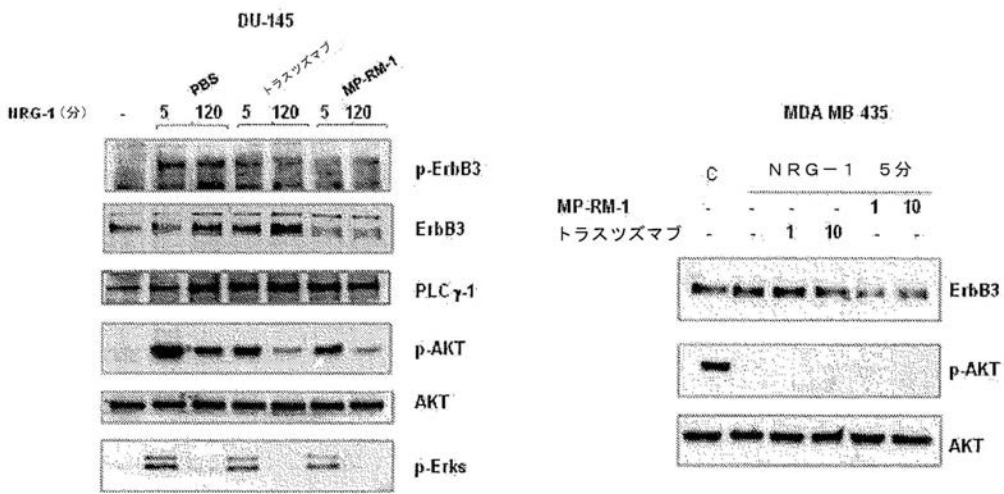 DU-145
PBS
トラスツズマブ
MP-RM-1
NRG-1 (分) - 5 120 5 120 5 120
p-ErbB3
ErbB3
PLCγ-1
p-AKT
AKT
p-Erks
MDA MB 435
C NRG-1 5分
MP-RM-1 - - - - 1 10
トラスツズマブ - - 1 10 - -
ErbB3
p-AKT
AKT